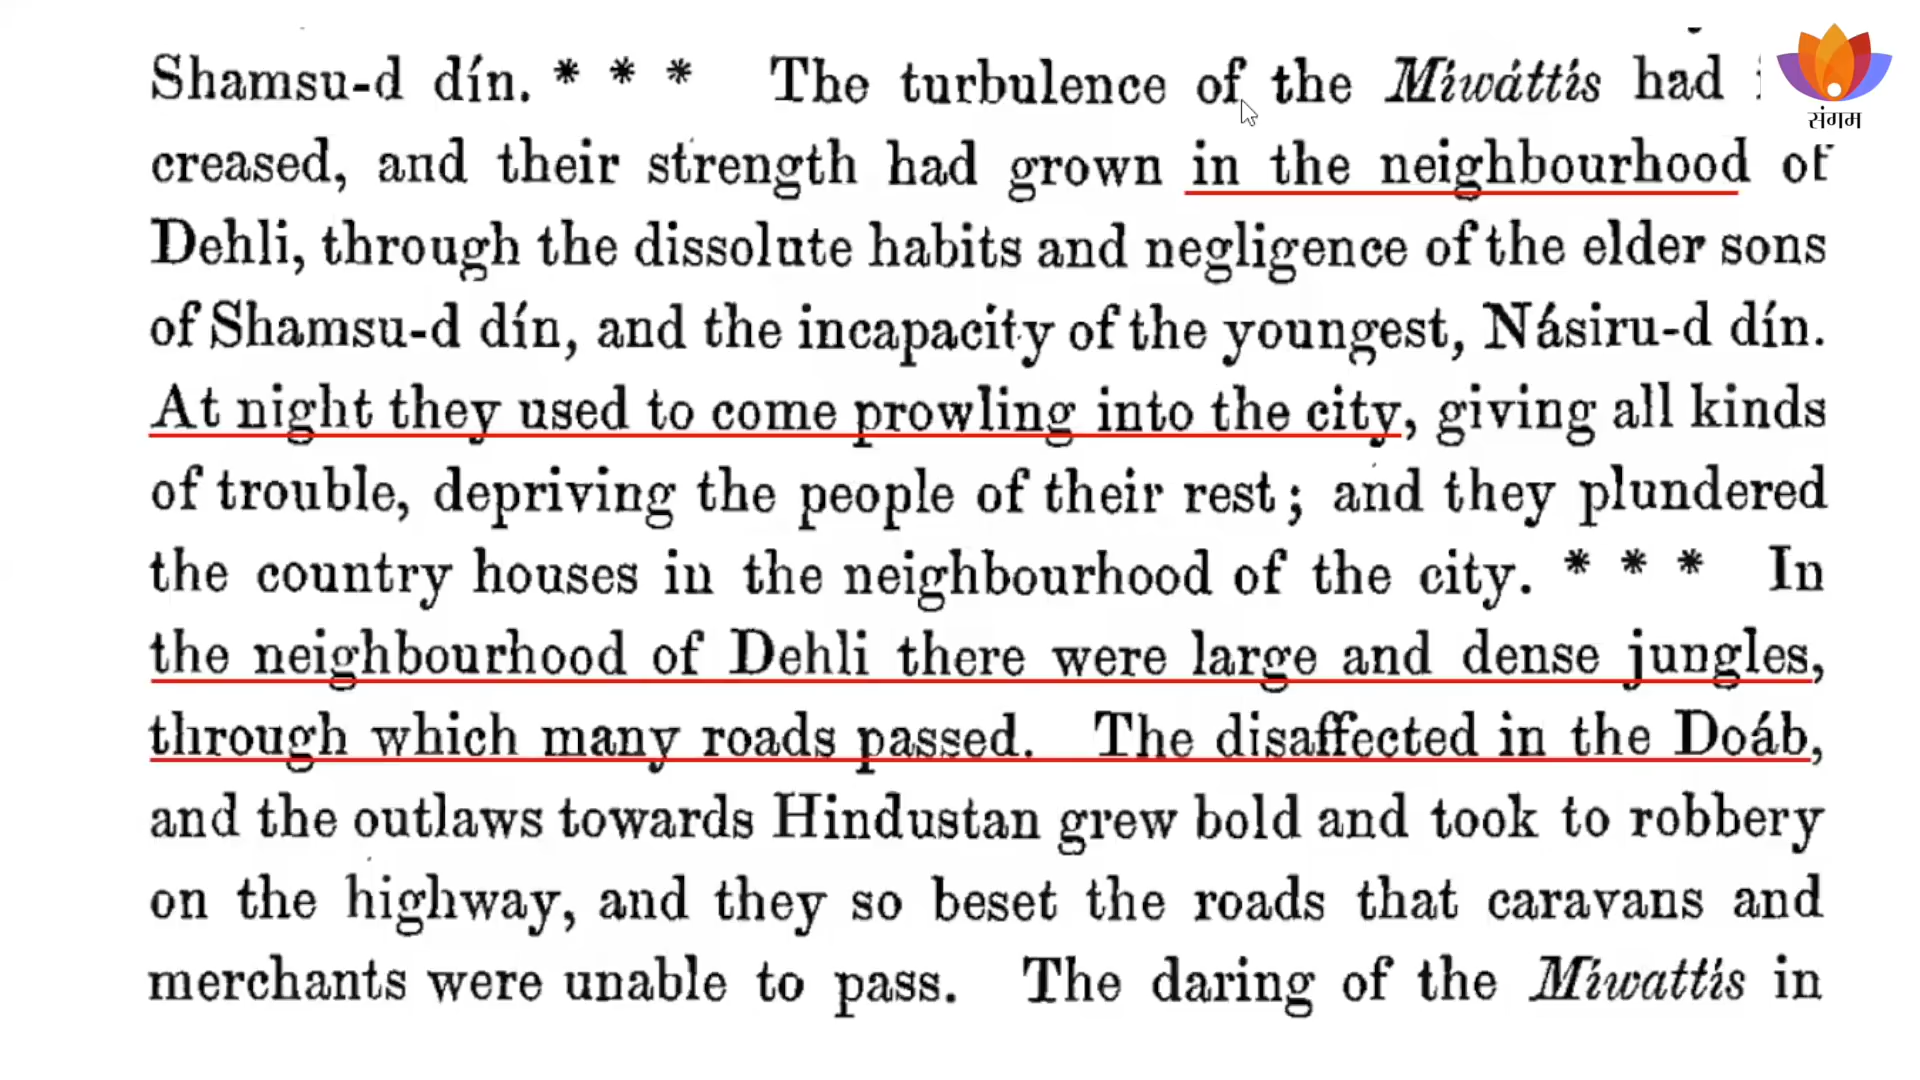 Shamsu-d dín. * * * The turbulence of the Miwáttis had
creased, and their strength had grown in the neighbourhood of
Dehli, through the dissolute habits and negligence of the elder sons
of Shamsu-d dín, and the incapacity of the youngest, Násiru-d dín.
At night they used to come prowling into the city, giving all kinds
of trouble, depriving the people of their rest; and they plundered
the country houses in the neighbourhood of the city. * * * In
the neighbourhood of Dehli there were large and dense jungles,
through which many roads passed. The disaffected in the Doáb,
and the outlaws towards Hindustan grew bold and took to robbery
on the highway, and they so beset the roads that caravans and
merchants were unable to pass. The daring of the Miwattis in
संगम